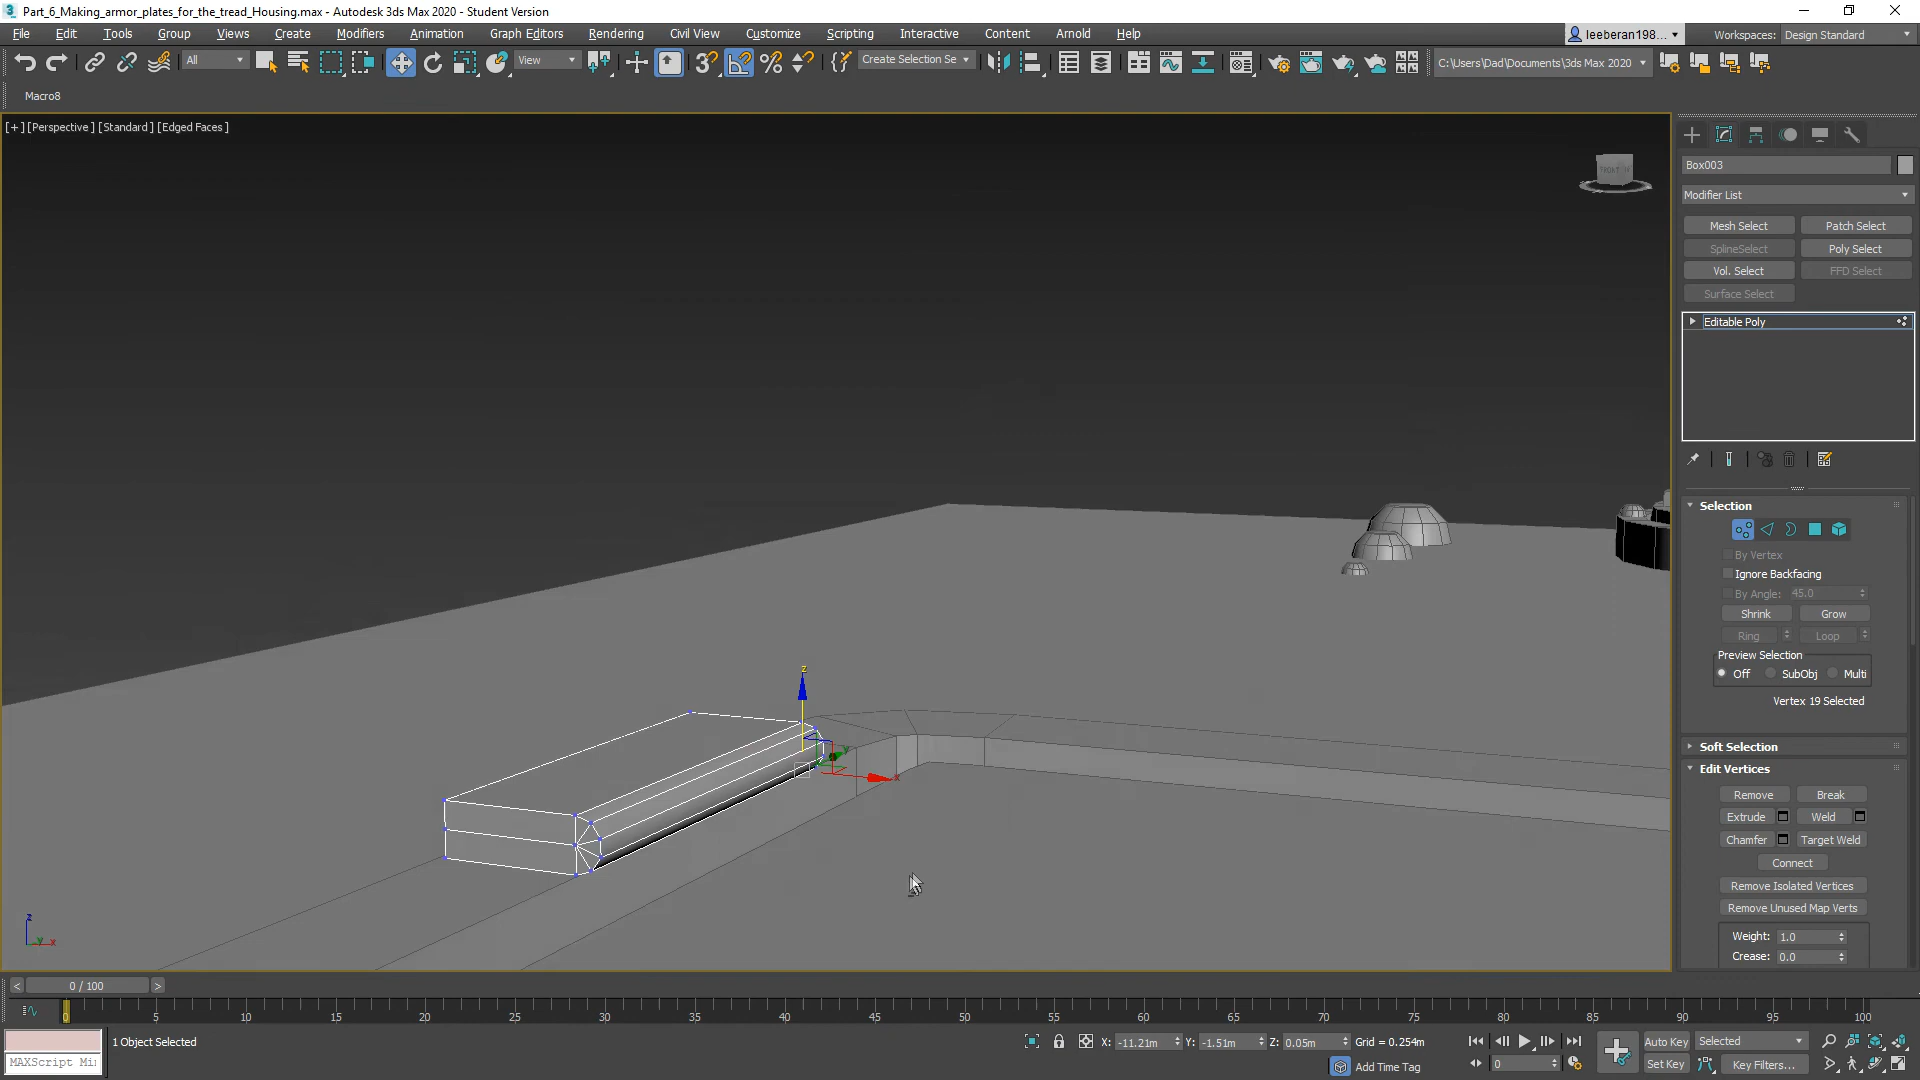 Part_6_Making_armor_plates_for_the_tread_Housing.max - Autodesk 3ds Max 2020 - Student Version
File Edit Tools Group Views Create Modifiers Animation Graph Editors Rendering Civil View Customize Scripting Interactive Content Arnold Help leeberan198... Workspaces: Design Standard
All View Create Selection Se C:\Users\Dad\Documents\3ds Max 2020
Macro8
[+] [Perspective ] [Standard ] [Edged Faces ]
Box003
Modifier List
Mesh Select Patch Select
SplineSelect Poly Select
Vol. Select FFD Select
Surface Select
Editable Poly
Selection
By Vertex
Ignore Backfacing
By Angle: 45.0
Shrink Grow
Ring Loop
Preview Selection
Off SubObj Multi
Vertex 19 Selected
Soft Selection
Edit Vertices
Remove Break
Extrude Weld
Chamfer Target Weld
Connect
Remove Isolated Vertices
Remove Unused Map Verts
Weight: 1.0
Crease: 0.0
z
y
x
z
y x
< 0 / 100 >
0 5 10 15 20 25 30 35 40 45 50 55 60 65 70 75 80 85 90 95 100
1 Object Selected X: -11.21m Y: -1.51m Z: 0.05m Grid = 0.254m Auto Key Selected
MAXScript Mi Add Time Tag 0 Set Key Key Filters...